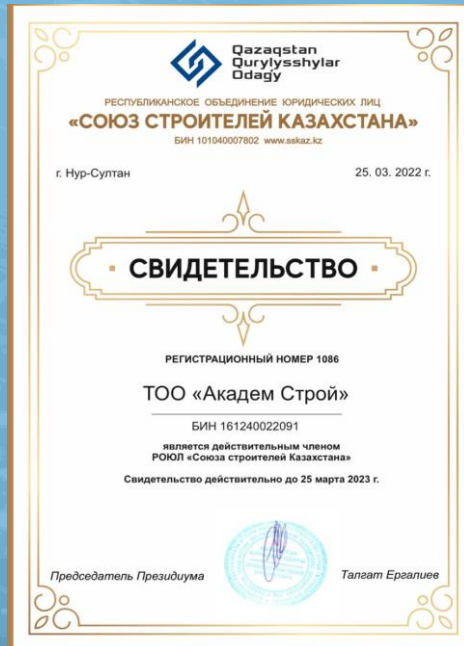 Qazaqstan
Qurylysshylar
Odaǵy
РЕСПУБЛИКАНСКОЕ ОБЪЕДИНЕНИЕ ЮРИДИЧЕСКИХ ЛИЦ
«СОЮЗ СТРОИТЕЛЕЙ КАЗАХСТАНА»
БИН 101040007802 www.sskaz.kz
г. Нур-Султан 25. 03. 2022 г.
СВИДЕТЕЛЬСТВО
РЕГИСТРАЦИОННЫЙ НОМЕР 1086
ТОО «Академ Строй»
БИН 161240022091
является действительным членом
РОЮЛ «Союза строителей Казахстана»
Свидетельство действительно до 25 марта 2023 г.
Председатель Президиума Талгат Ергалиев